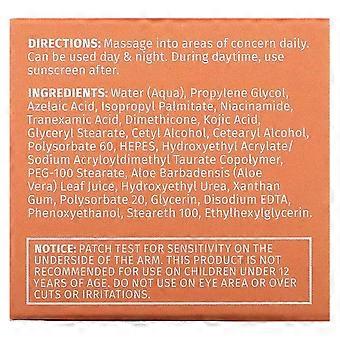 DIRECTIONS: Massage into areas of concern daily.
Can be used day & night. During daytime, use
sunscreen after.
INGREDIENTS: Water (Aqua), Propylene Glycol,
Azelaic Acid, Isopropyl Palmitate, Niacinamide,
Tranexamic Acid, Dimethicone, Kojic Acid,
Glyceryl Stearate, Cetyl Alcohol, Cetearyl Alcohol,
Polysorbate 60, HEPES, Hydroxyethyl Acrylate/
Sodium Acryloyldimethyl Taurate Copolymer,
PEG-100 Stearate, Aloe Barbadensis (Aloe
Vera) Leaf Juice, Hydroxyethyl Urea, Xanthan
Gum, Polysorbate 20, Glycerin, Disodium EDTA,
Phenoxyethanol, Steareth 100, Ethylhexylglycerin.
NOTICE: PATCH TEST FOR SENSITIVITY ON THE
UNDERSIDE OF THE ARM. THIS PRODUCT IS NOT
RECOMMENDED FOR USE ON CHILDREN UNDER 12
YEARS OF AGE. DO NOT USE ON EYE AREA OR OVER
CUTS OR IRRITATIONS.